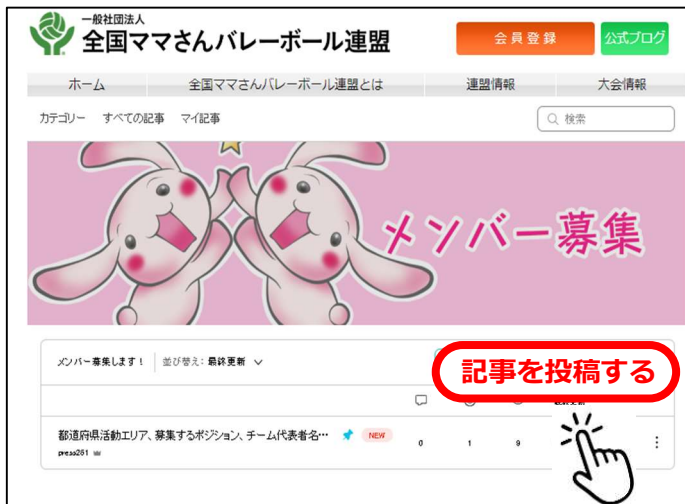 一般社団法人
全国ママさんバレーボール連盟
会員登録
公式ブログ
ホーム 全国ママさんバレーボール連盟とは 連盟情報 大会情報
カテゴリー すべての記事 マイ記事 検索
メンバー募集
メンバー募集します！ 並び替え: 最終更新
記事を投稿する
都道府県活動エリア、募集するポジション、チーム代表者名… NEW 0 1 9
press281